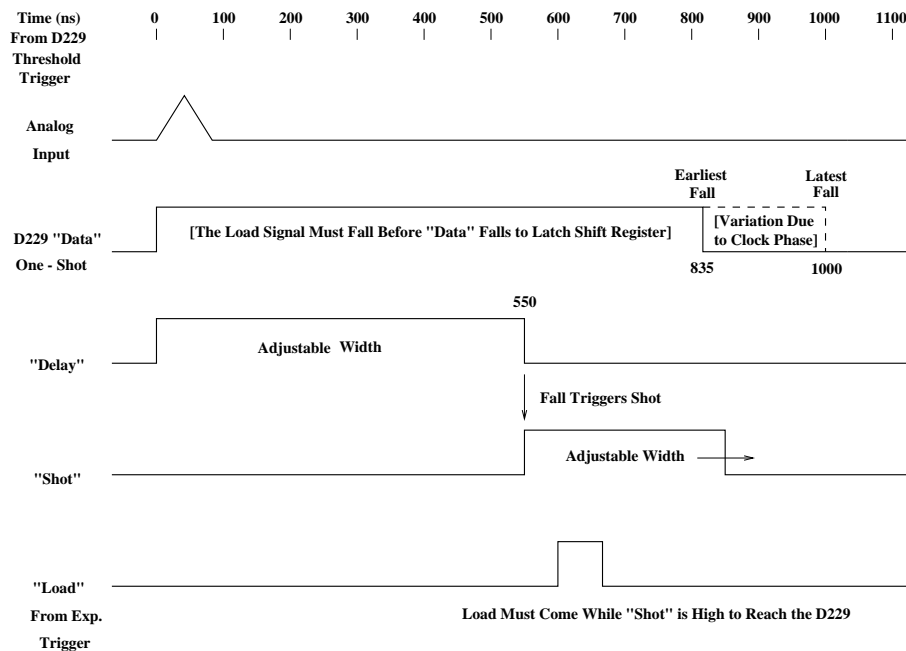 Time (ns)
From D229
Threshold
Trigger
0 100 200 300 400 500 600 700 800 900 1000 1100
Analog
Input
Earliest
Fall
Latest
Fall
D229 "Data"
One - Shot
[The Load Signal Must Fall Before "Data" Falls to Latch Shift Register]
[Variation Due
to Clock Phase]
835
1000
550
"Delay"
Adjustable Width
Fall Triggers Shot
"Shot"
Adjustable Width
"Load"
From Exp.
Trigger
Load Must Come While "Shot" is High to Reach the D229